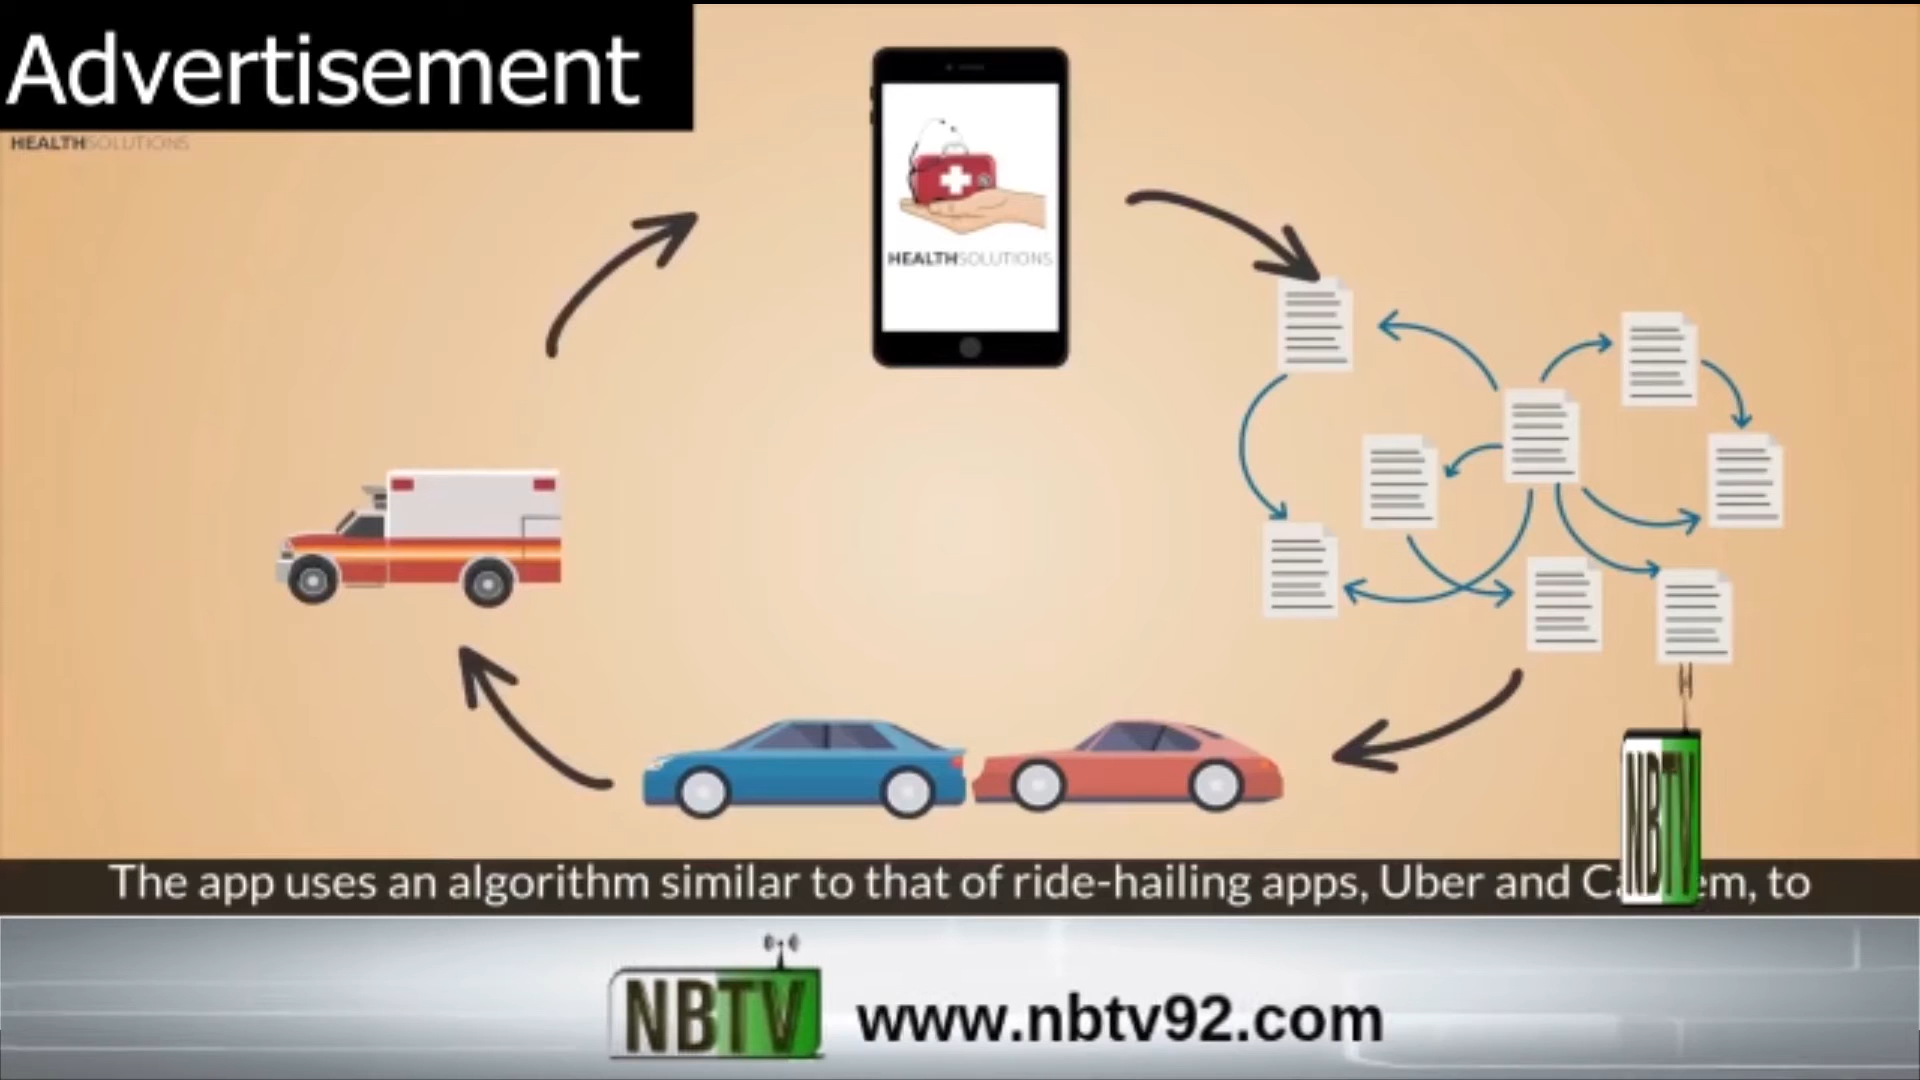 Advertisement
HEALTHSOLUTIONS
HEALTHSOLUTIONS
NBTV
The app uses an algorithm similar to that of ride-hailing apps, Uber and to
NBTV www.nbtv92.com